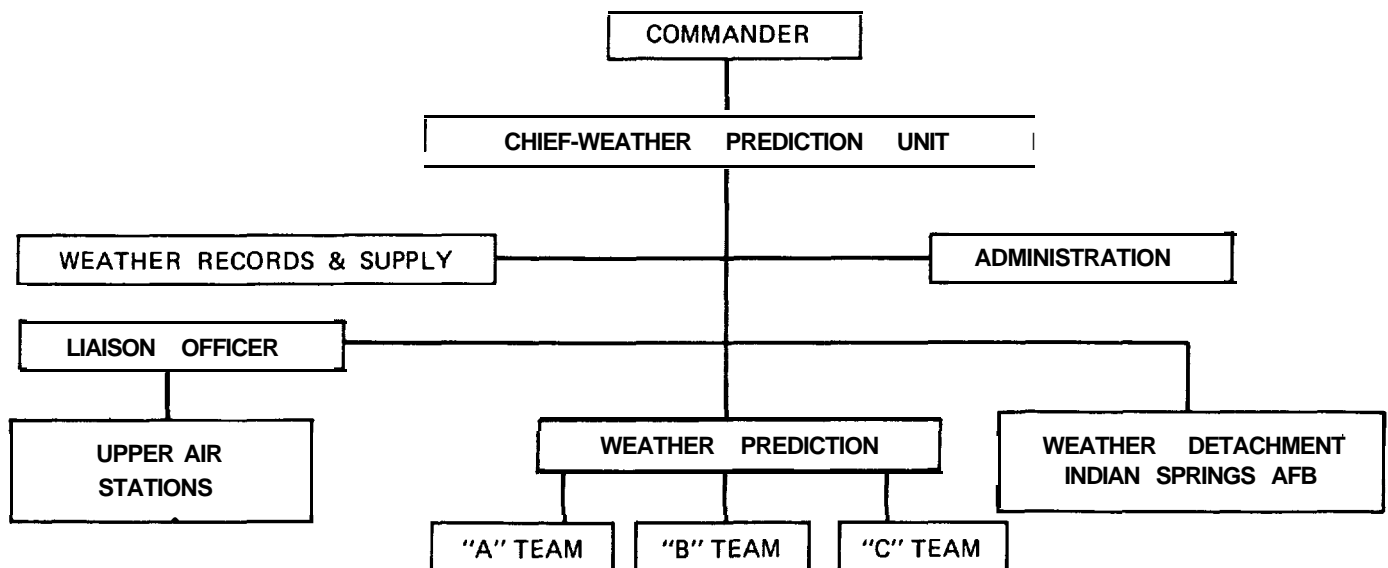 COMMANDER
CHIEF-WEATHER PREDICTION UNIT
WEATHER RECORDS & SUPPLY
ADMINISTRATION
LIAISON OFFICER
UPPER AIR
STATIONS
WEATHER PREDICTION
WEATHER DETACHMENT
INDIAN SPRINGS AFB
"A" TEAM
"B" TEAM
"C" TEAM